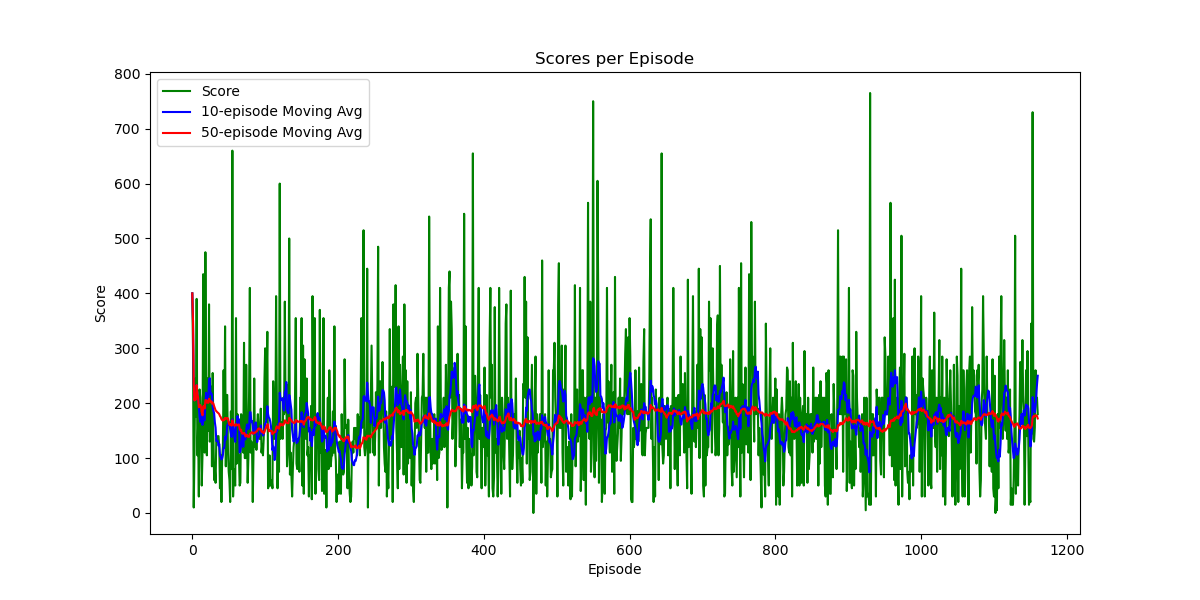 Scores per Episode
Score
10-episode Moving Avg
50-episode Moving Avg
800
700
600
500
400
300
200
100
0
Score
0 200 400 600 800 1000 1200
Episode